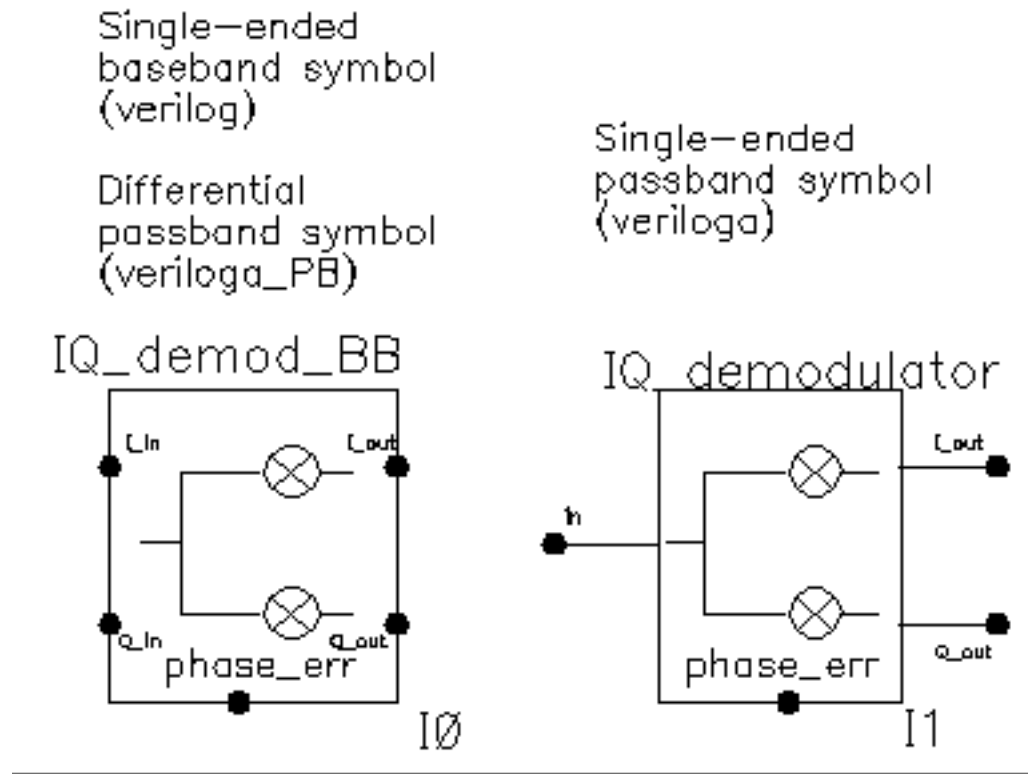 Single-ended
baseband symbol
(verilog)
Differential
passband symbol
(veriloga_PB)
Single-ended
passband symbol
(veriloga)
IQ_demod_BB
I_in
I_out
Q_in
Q_out
phase_err
I0
IQ_demodulator
in
I_out
Q_out
phase_err
I1